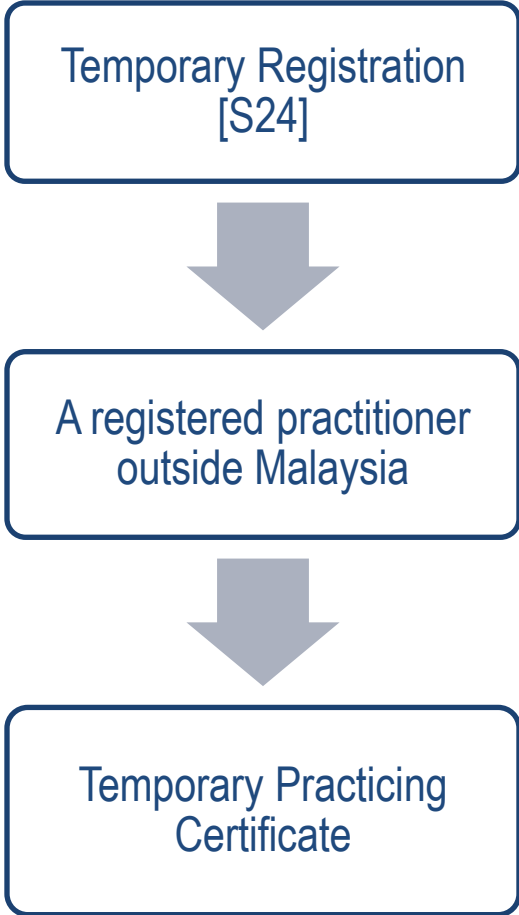 Temporary Registration
[S24]
A registered practitioner
outside Malaysia
Temporary Practicing
Certificate